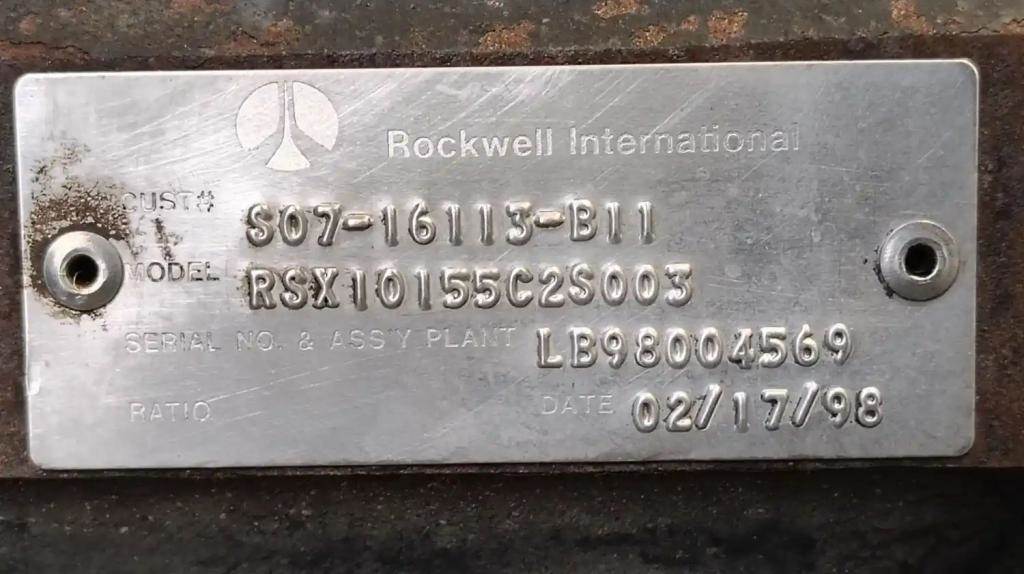 Rockwell International
CUST# S07-16113-B11
MODEL RSX10155C2S003
SERIAL NO. & ASS'Y PLANT LB98004569
RATIO DATE 02/17/98